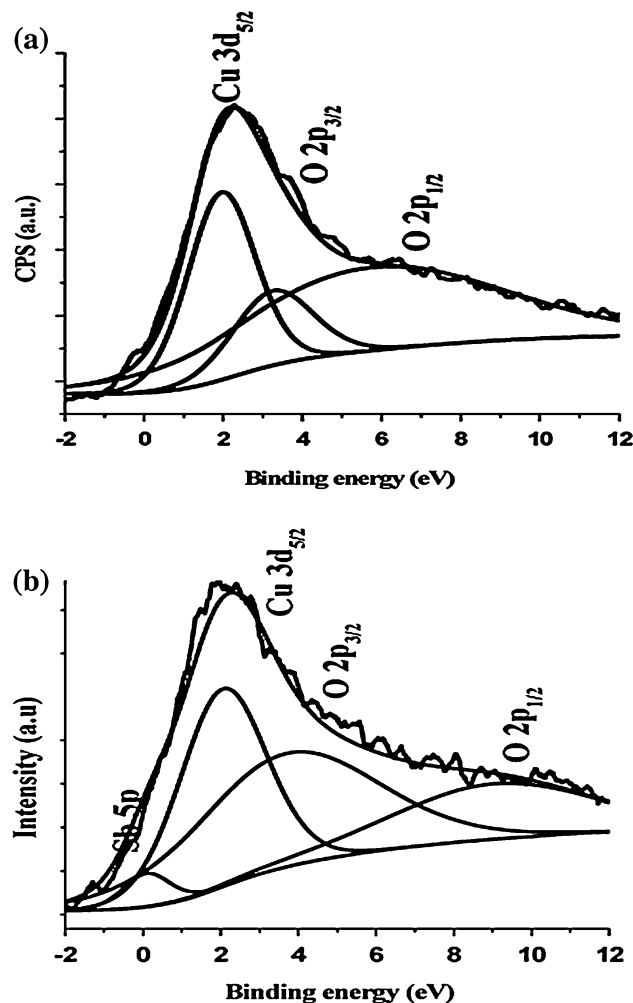 (a)
Cu 3d5/2
O 2p3/2
O 2p1/2
CPS (a.u.)
-2 0 2 4 6 8 10 12
Binding energy (eV)
(b)
Cu 3d5/2
O 2p3/2
O 2p1/2
Sb 5p
Intensity (a.u)
-2 0 2 4 6 8 10 12
Binding energy (eV)